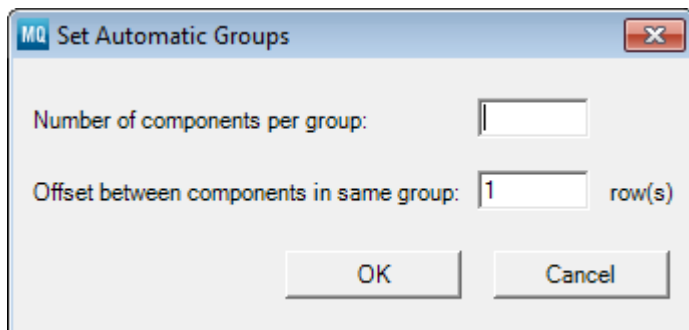 MQ Set Automatic Groups
Number of components per group:
Offset between components in same group: 1 row(s)
OK Cancel